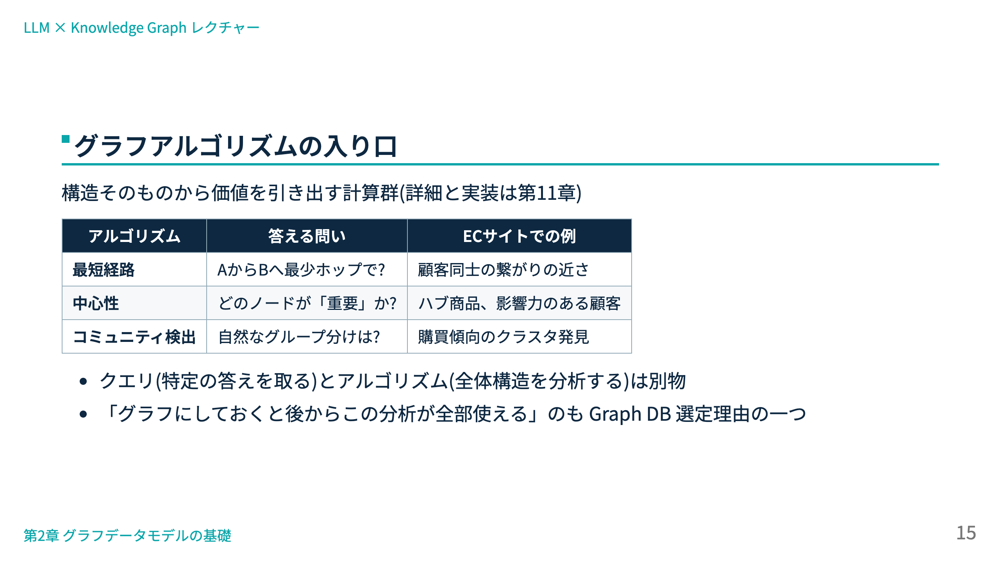 LLM × Knowledge Graph レクチャー
グラフアルゴリズムの入り口
構造そのものから価値を引き出す計算群(詳細と実装は第11章)
アルゴリズム 答える問い ECサイトでの例
最短経路 AからBへ最少ホップで? 顧客同士の繋がりの近さ
中心性 どのノードが「重要」か? ハブ商品、影響力のある顧客
コミュニティ検出 自然なグループ分けは? 購買傾向のクラスタ発見
• クエリ(特定の答えを取る)とアルゴリズム(全体構造を分析する)は別物
• 「グラフにしておくと後からこの分析が全部使える」のも Graph DB 選定理由の一つ
第2章 グラフデータモデルの基礎
15